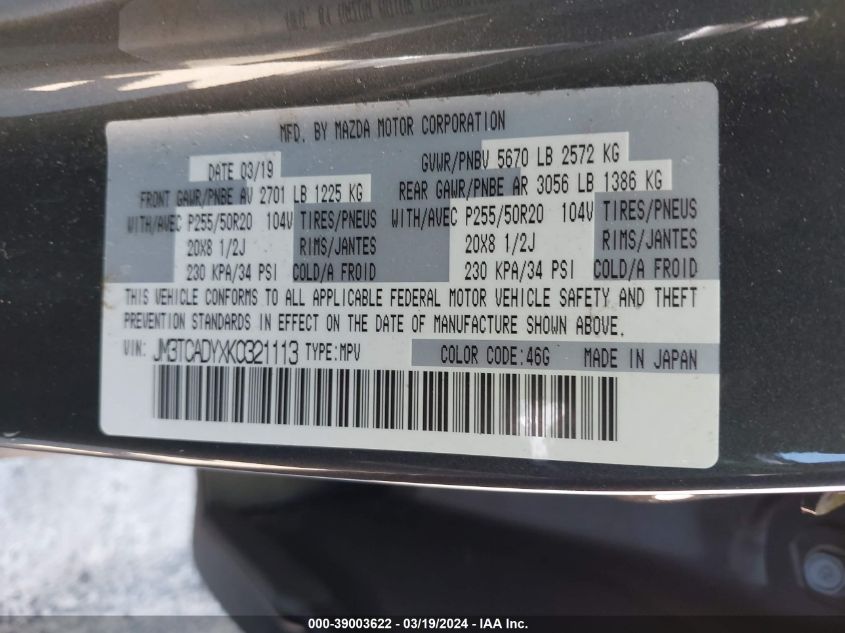 MFD. BY MAZDA MOTOR CORPORATION
DATE 03/19 GVWR/PNBV 5670 LB 2572 KG
FRONT GAWR/PNBE AV 2701 LB 1225 KG REAR GAWR/PNBE AR 3056 LB 1386 KG
WITH/AVEC P255/50R20 104V TIRES/PNEUS WITH/AVEC P255/50R20 104V TIRES/PNEUS
20X8 1/2J RIMS/JANTES 20X8 1/2J RIMS/JANTES
230 KPA/34 PSI COLD/A FROID 230 KPA/34 PSI COLD/A FROID
THIS VEHICLE CONFORMS TO ALL APPLICABLE FEDERAL MOTOR VEHICLE SAFETY AND THEFT
PREVENTION STANDARDS IN EFFECT ON THE DATE OF MANUFACTURE SHOWN ABOVE.
VIN: JM3TCADYXK0321113 TYPE:MPV COLOR CODE:46G MADE IN JAPAN
000-39003622 - 03/19/2024 - IAA Inc.